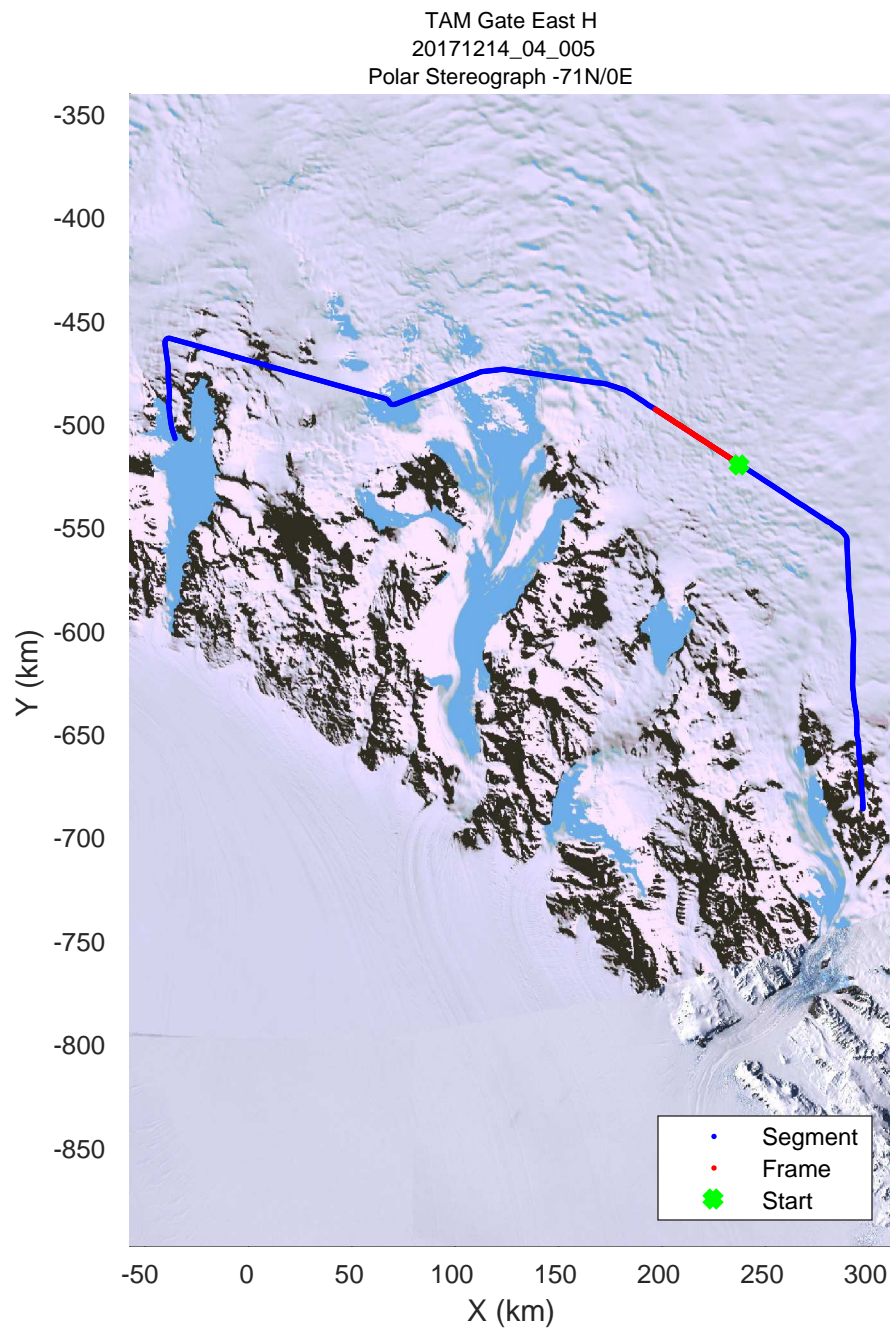 TAM Gate East H
20171214_04_005
Polar Stereograph -71N/0E
-350
-400
-450
-500
-550
-600
-650
-700
-750
-800
-850
Y (km)
-50 0 50 100 150 200 250 300
X (km)
Segment
Frame
Start